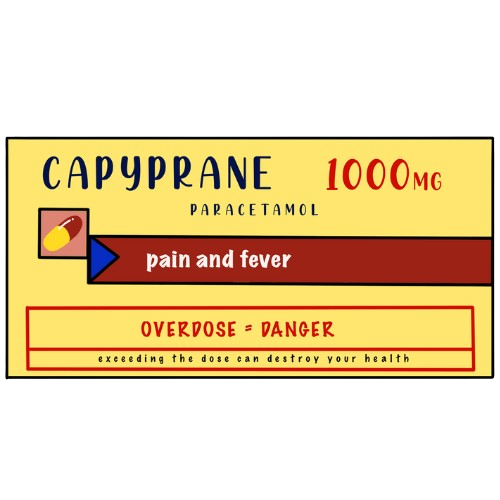 CAPYPRANE 1000MG
PARACETAMOL
pain and fever
OVERDOSE = DANGER
exceeding the dose can destroy your health